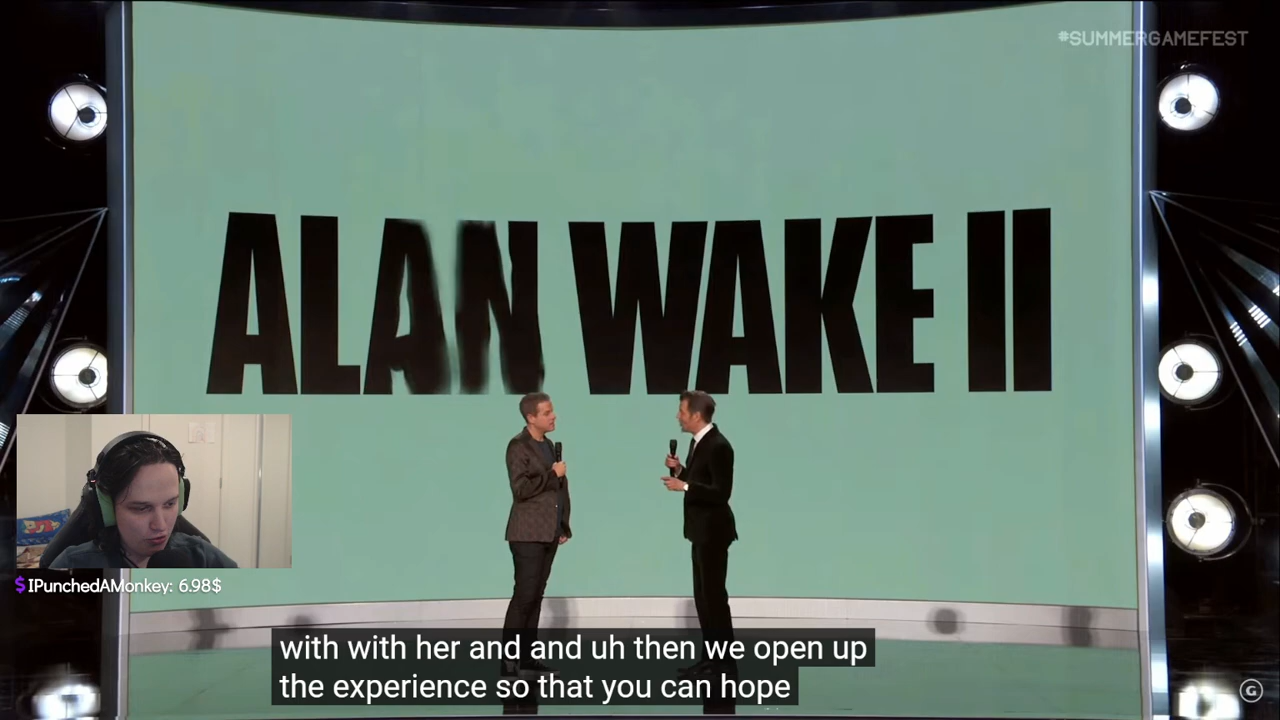 #SUMMERGAMEFEST
ALAN WAKE II
$IPunchedAMonkey: 6.98$
with with her and and uh then we open up
the experience so that you can hope
G